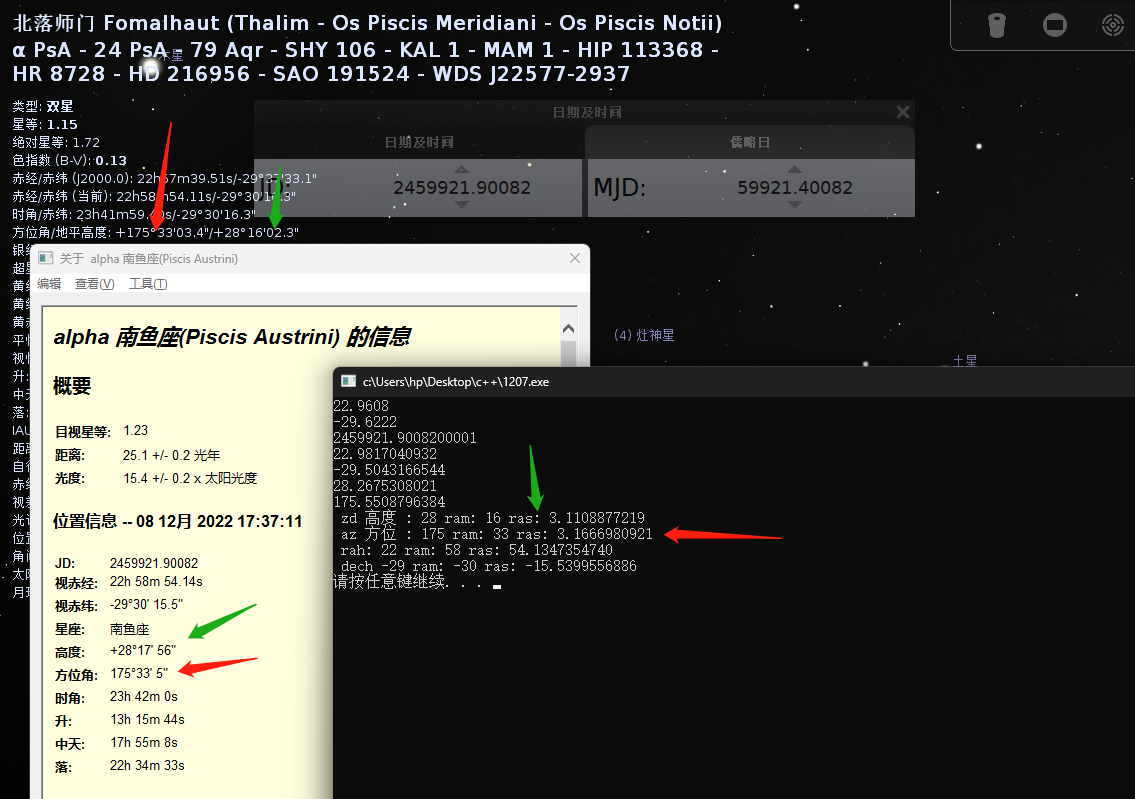 北落师门 Fomalhaut (Thalim - Os Piscis Meridiani - Os Piscis Notii)
α PsA - 24 PsA - 79 Aqr - SHY 106 - KAL 1 - MAM 1 - HIP 113368 -
HR 8728 - HD 216956 - SAO 191524 - WDS J22577-2937
木星
类型: 双星
星等: 1.15
绝对星等: 1.72
色指数 (B-V): 0.13
赤经/赤纬 (J2000.0): 22h57m39.51s/-29°37'33.1"
赤经/赤纬 (当前): 22h58m54.11s/-29°30'16.3"
时角/赤纬: 23h41m59. s/-29°30'16.3"
方位角/地平高度: +175°33'03.4"/+28°16'02.3"
日期及时间
日期及时间
儒略日
JD:
2459921.90082
MJD:
59921.40082
(4) 灶神星
土星
关于 alpha 南鱼座(Piscis Austrini)
编辑 查看(V) 工具(T)
alpha 南鱼座(Piscis Austrini) 的信息
概要
目视星等: 1.23
距离: 25.1 +/- 0.2 光年
光度: 15.4 +/- 0.2 x 太阳光度
位置信息 -- 08 12月 2022 17:37:11
JD: 2459921.90082
视赤经: 22h 58m 54.14s
视赤纬: -29°30' 15.5"
星座: 南鱼座
高度: +28°17' 56"
方位角: 175°33' 5"
时角: 23h 42m 0s
升: 13h 15m 44s
中天: 17h 55m 8s
落: 22h 34m 33s
c:\Users\hp\Desktop\c++\1207.exe
22.9608
-29.6222
2459921.9008200001
22.9817040932
-29.5043166544
28.2675308021
175.5508796384
zd 高度 : 28 ram: 16 ras: 3.1108877219
az 方位 : 175 ram: 33 ras: 3.1666980921
rah: 22 ram: 58 ras: 54.1347354740
dech -29 ram: -30 ras: -15.5399556886
请按任意键继续. . .